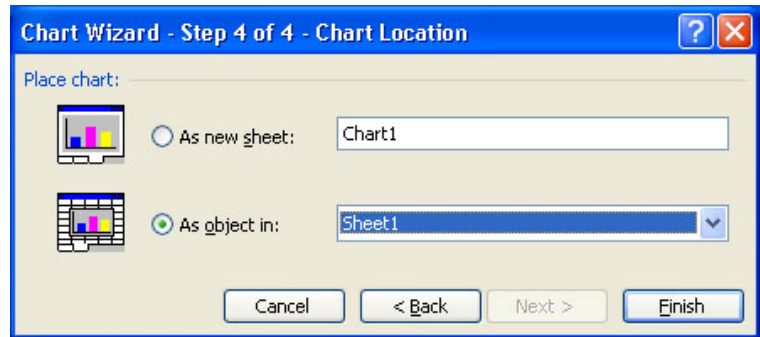 Chart Wizard - Step 4 of 4 - Chart Location
Place chart:
As new sheet: Chart1
As object in: Sheet1
Cancel < Back Next > Finish